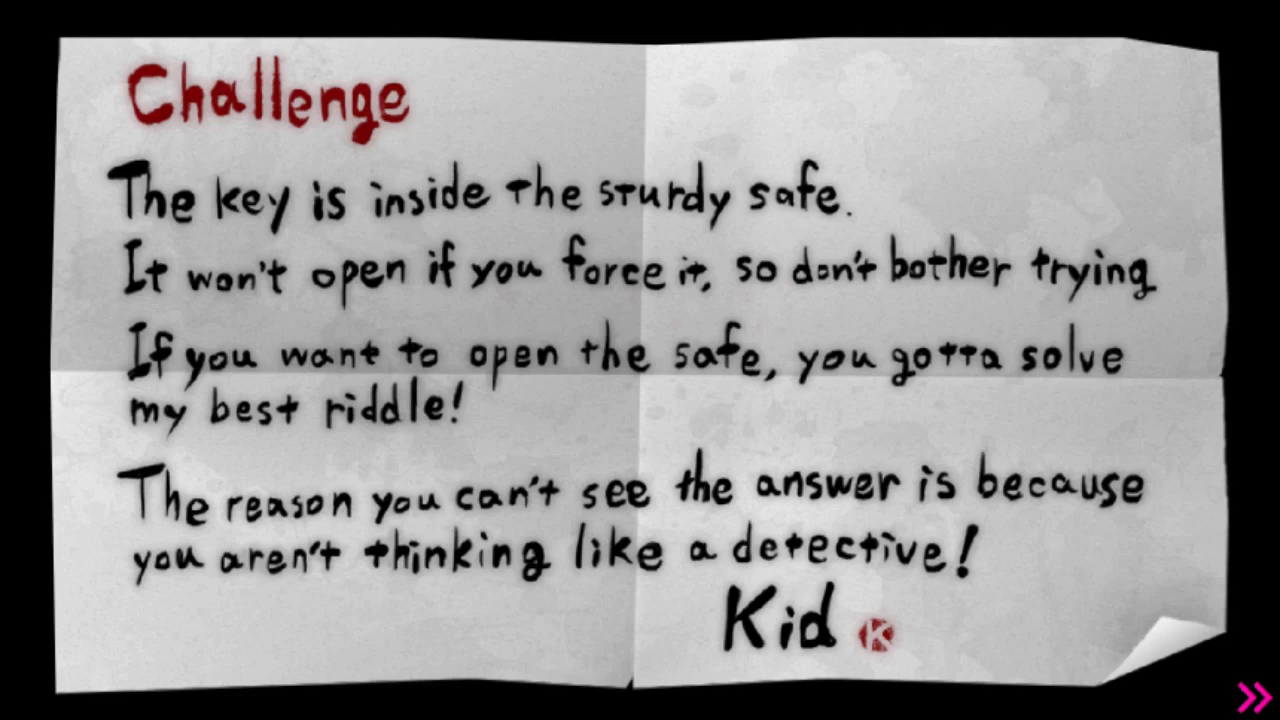 Challenge
The key is inside the sturdy safe.
It won't open if you force it, so don't bother trying
If you want to open the safe, you gotta solve
my best riddle!
The reason you can't see the answer is because
you aren't thinking like a detective!
Kid K